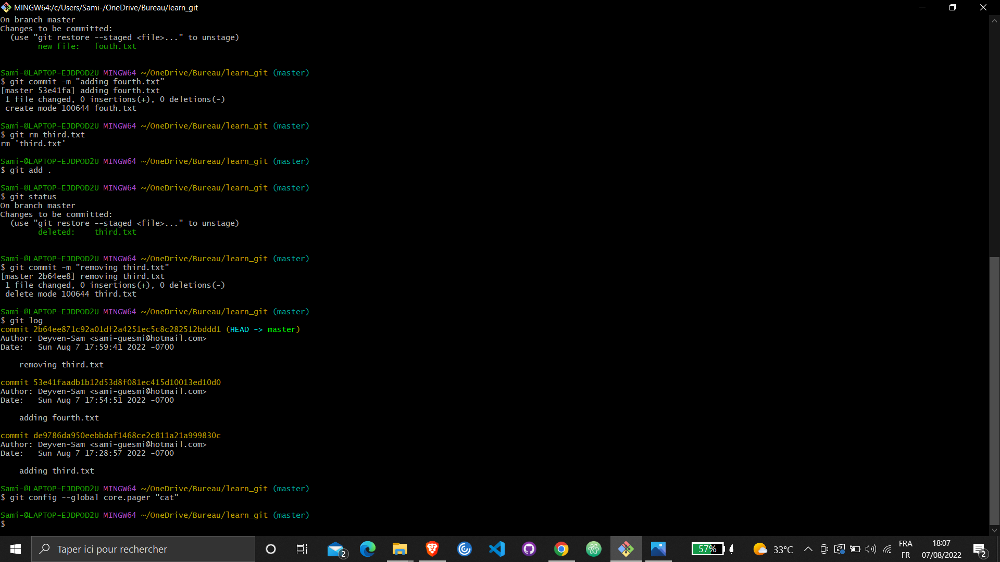 MINGW64:/c/Users/Sami-/OneDrive/Bureau/learn_git
On branch master
Changes to be committed:
  (use "git restore --staged <file>..." to unstage)
        new file:   fouth.txt
Sami-@LAPTOP-EJDPOD2U MINGW64 ~/OneDrive/Bureau/learn_git (master)
$ git commit -m "adding fourth.txt"
[master 53e41fa] adding fourth.txt
 1 file changed, 0 insertions(+), 0 deletions(-)
 create mode 100644 fouth.txt
Sami-@LAPTOP-EJDPOD2U MINGW64 ~/OneDrive/Bureau/learn_git (master)
$ git rm third.txt
rm 'third.txt'
Sami-@LAPTOP-EJDPOD2U MINGW64 ~/OneDrive/Bureau/learn_git (master)
$ git add .
Sami-@LAPTOP-EJDPOD2U MINGW64 ~/OneDrive/Bureau/learn_git (master)
$ git status
On branch master
Changes to be committed:
  (use "git restore --staged <file>..." to unstage)
        deleted:    third.txt
Sami-@LAPTOP-EJDPOD2U MINGW64 ~/OneDrive/Bureau/learn_git (master)
$ git commit -m "removing third.txt"
[master 2b64ee8] removing third.txt
 1 file changed, 0 insertions(+), 0 deletions(-)
 delete mode 100644 third.txt
Sami-@LAPTOP-EJDPOD2U MINGW64 ~/OneDrive/Bureau/learn_git (master)
$ git log
commit 2b64ee871c92a01df2a4251ec5c8c282512bddd1 (HEAD -> master)
Author: Deyven-Sam <sami-guesmi@hotmail.com>
Date:   Sun Aug 7 17:59:41 2022 -0700
    removing third.txt
commit 53e41faadb1b12d53d8f081ec415d10013ed10d0
Author: Deyven-Sam <sami-guesmi@hotmail.com>
Date:   Sun Aug 7 17:54:51 2022 -0700
    adding fourth.txt
commit de9786da950eebbdaf1468ce2c811a21a999830c
Author: Deyven-Sam <sami-guesmi@hotmail.com>
Date:   Sun Aug 7 17:28:57 2022 -0700
    adding third.txt
Sami-@LAPTOP-EJDPOD2U MINGW64 ~/OneDrive/Bureau/learn_git (master)
$ git config --global core.pager "cat"
Sami-@LAPTOP-EJDPOD2U MINGW64 ~/OneDrive/Bureau/learn_git (master)
$
Taper ici pour rechercher
2
57%
33°C
FRA
FR
18:07
07/08/2022
2